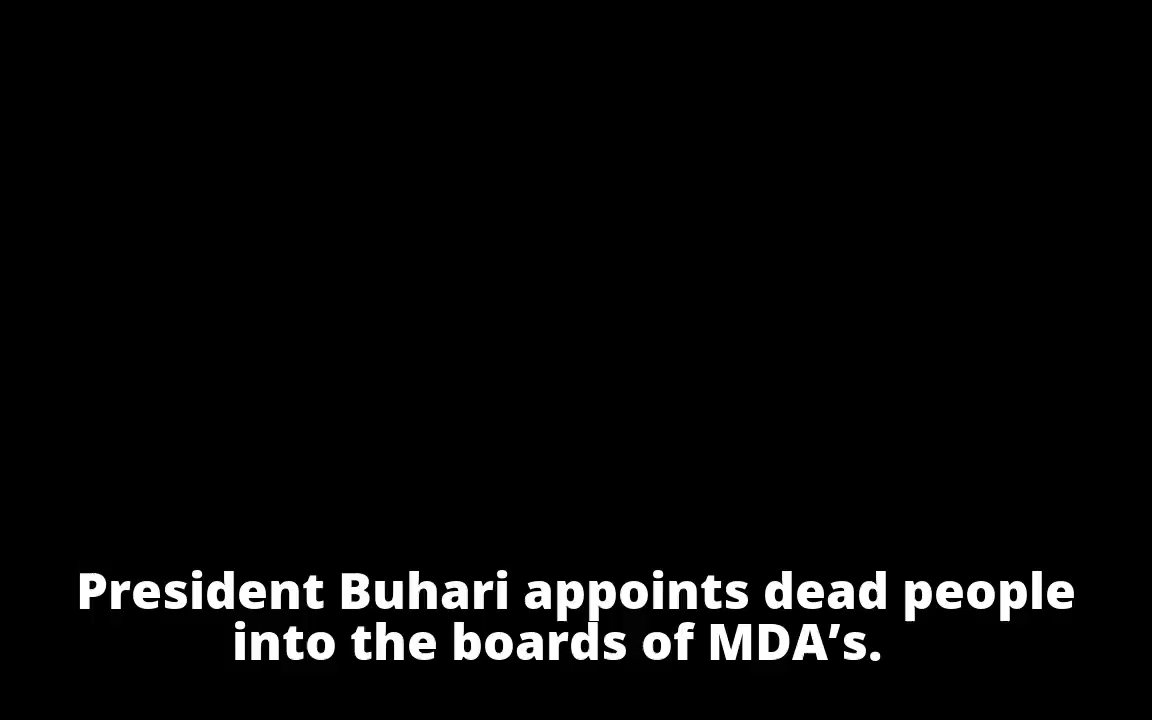 President Buhari appoints dead people
into the boards of MDA’s.